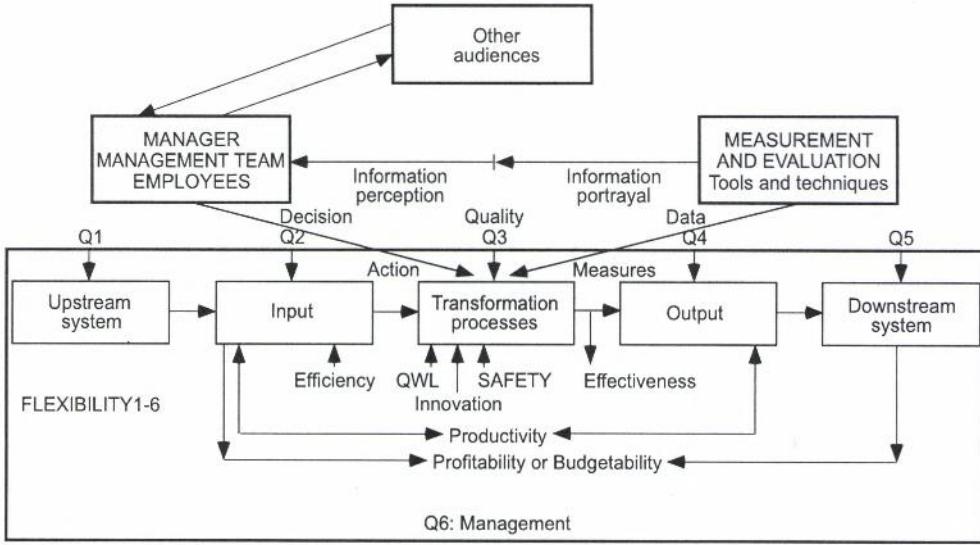 Other
audiences
MANAGER
MANAGEMENT TEAM
EMPLOYEES
MEASUREMENT
AND EVALUATION
Tools and techniques
Information
perception
Information
portrayal
Decision
Quality
Data
Q1
Q2
Q3
Q4
Q5
Action
Measures
Upstream
system
Input
Transformation
processes
Output
Downstream
system
Efficiency
QWL
SAFETY
Effectiveness
Innovation
FLEXIBILITY1-6
Productivity
Profitability or Budgetability
Q6: Management